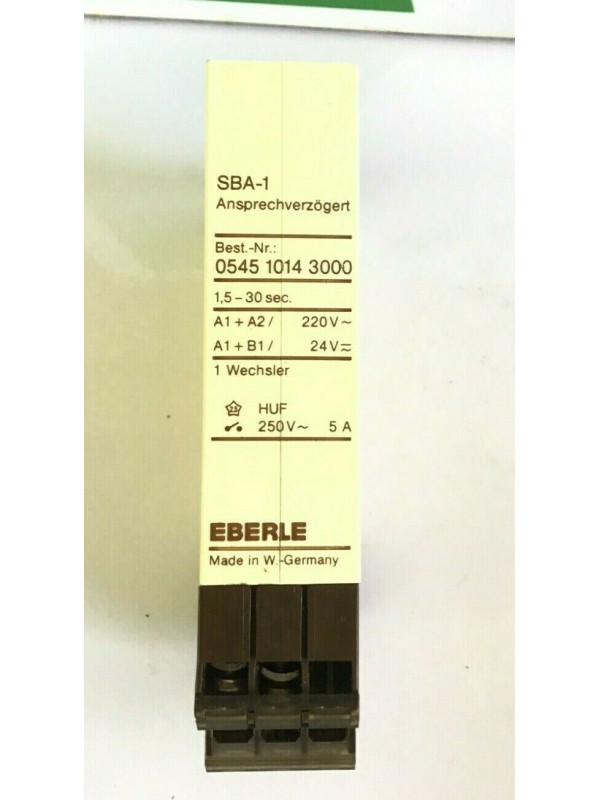 SBA-1
Ansprechverzögert
Best.-Nr.:
0545 1014 3000
1,5 – 30 sec.
A1 + A2 / 220 V ~
A1 + B1 / 24 V ⎓
1 Wechsler
HUF
250 V ~ 5 A
EBERLE
Made in W.-Germany